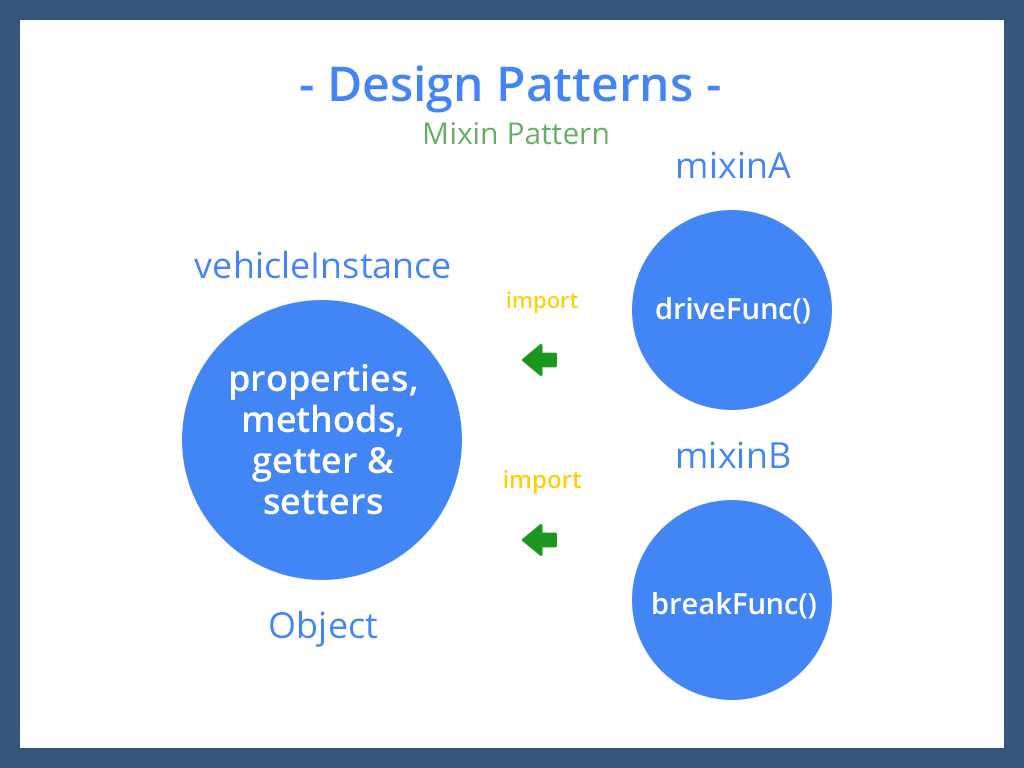 - Design Patterns -
Mixin Pattern
mixinA
vehicleInstance
import
driveFunc()
properties,
methods,
getter &
setters
mixinB
import
breakFunc()
Object